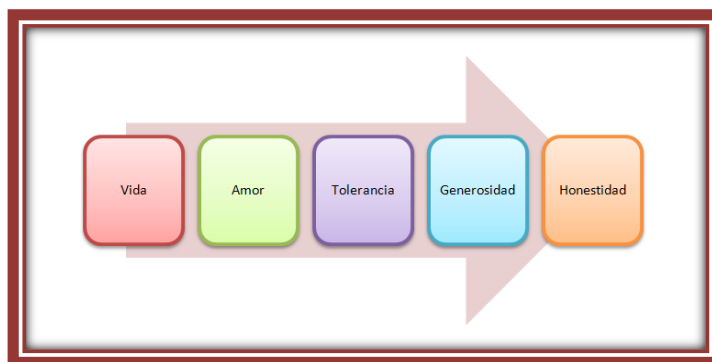 Vida
Amor
Tolerancia
Generosidad
Honestidad